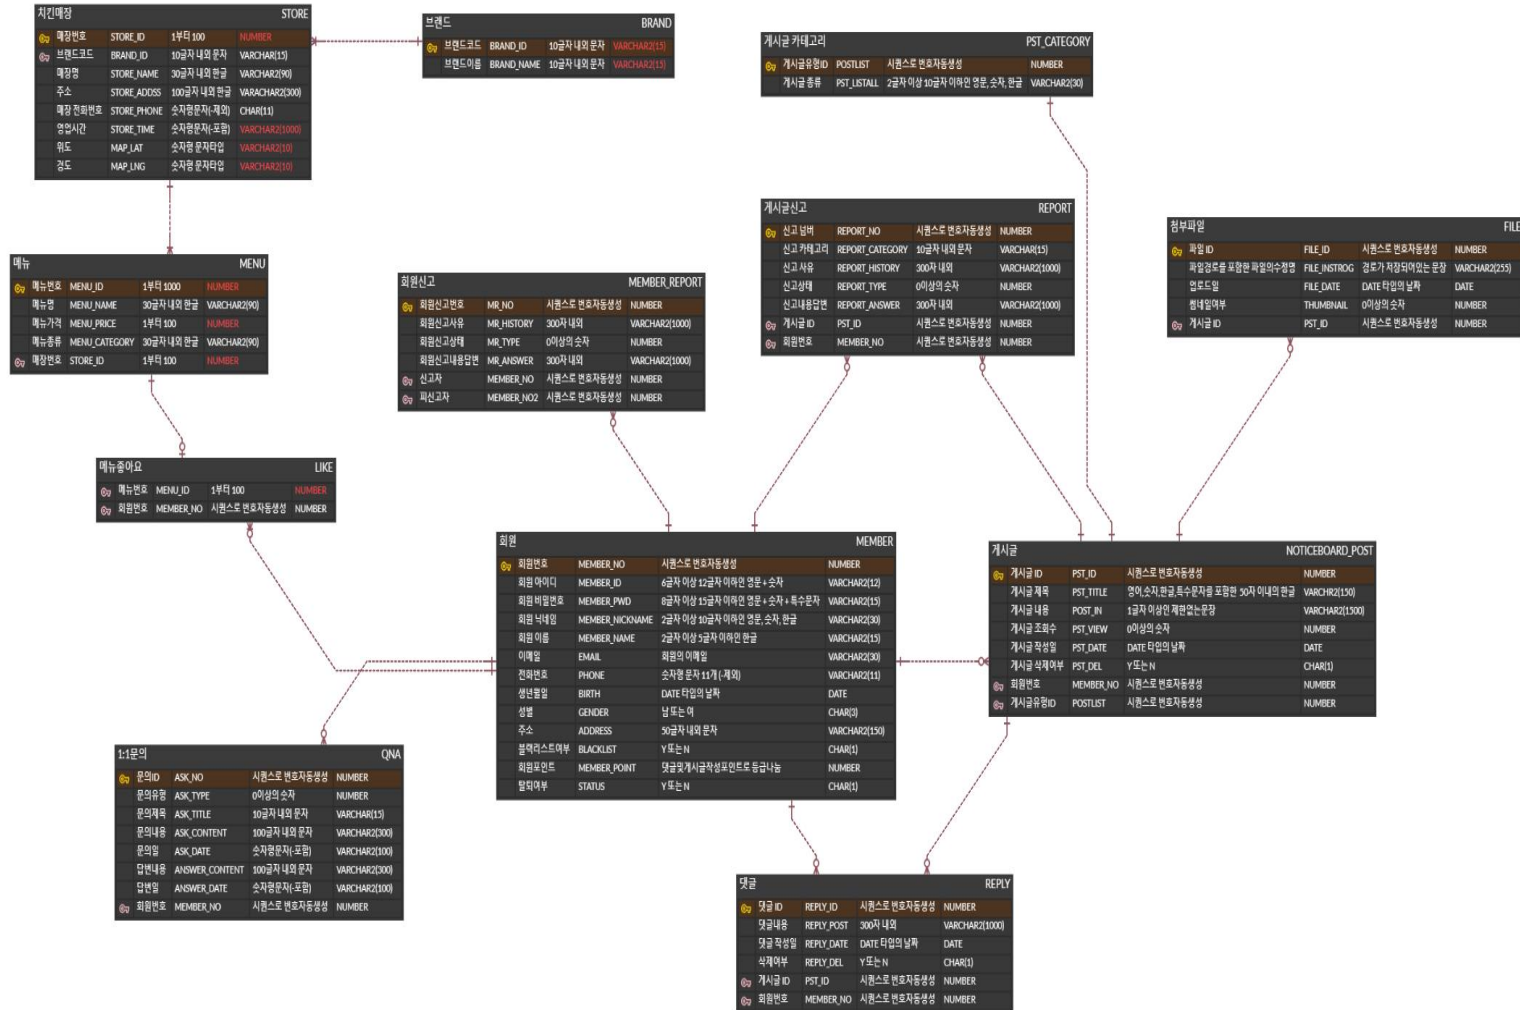 치킨매장 STORE
매장번호 STORE_ID 1부터 100 NUMBER
브랜드코드 BRAND_ID 10글자 내외 문자 VARCHAR(15)
매장명 STORE_NAME 30글자 내외 한글 VARCHAR2(90)
주소 STORE_ADDSS 100글자 내외 한글 VARACHAR2(300)
매장 전화번호 STORE_PHONE 숫자형문자(-제외) CHAR(11)
영업시간 STORE_TIME 숫자형문자(-포함) VARCHAR2(1000)
위도 MAP_LAT 숫자형 문자타입 VARCHAR2(10)
경도 MAP_LNG 숫자형 문자타입 VARCHAR2(10)
브랜드 BRAND
브랜드코드 BRAND_ID 10글자 내외 문자 VARCHAR2(15)
브랜드이름 BRAND_NAME 10글자 내외 문자 VARCHAR2(15)
게시글 카테고리 PST_CATEGORY
게시글유형ID POSTLIST 시퀀스로 번호자동생성 NUMBER
게시글 종류 PST_LISTALL 2글자 이상 10글자 이하인 영문, 숫자, 한글 VARCHAR2(30)
메뉴 MENU
메뉴번호 MENU_ID 1부터 1000 NUMBER
메뉴명 MENU_NAME 30글자 내외 한글 VARCHAR2(90)
메뉴가격 MENU_PRICE 1부터 100 NUMBER
메뉴종류 MENU_CATEGORY 30글자 내외 한글 VARCHAR2(90)
매장번호 STORE_ID 1부터 100 NUMBER
회원신고 MEMBER_REPORT
회원신고번호 MR_NO 시퀀스로 번호자동생성 NUMBER
회원신고사유 MR_HISTORY 300자 내외 VARCHAR2(1000)
회원신고상태 MR_TYPE 0이상의 숫자 NUMBER
회원신고내용답변 MR_ANSWER 300자 내외 VARCHAR2(1000)
신고자 MEMBER_NO 시퀀스로 번호자동생성 NUMBER
피신고자 MEMBER_NO2 시퀀스로 번호자동생성 NUMBER
게시글신고 REPORT
신고 넘버 REPORT_NO 시퀀스로 번호자동생성 NUMBER
신고 카테고리 REPORT_CATEGORY 10글자 내외 문자 VARCHAR(15)
신고 사유 REPORT_HISTORY 300자 내외 VARCHAR2(1000)
신고상태 REPORT_TYPE 0이상의 숫자 NUMBER
신고내용답변 REPORT_ANSWER 300자 내외 VARCHAR2(1000)
게시글 ID PST_ID 시퀀스로 번호자동생성 NUMBER
회원번호 MEMBER_NO 시퀀스로 번호자동생성 NUMBER
첨부파일 FILE
파일 ID FILE_ID 시퀀스로 번호자동생성 NUMBER
파일경로를 포함한 파일의수정명 FILE_INSTROG 경로가 저장되어있는 문장 VARCHAR2(255)
업로드일 FILE_DATE DATE 타입의 날짜 DATE
썸네일여부 THUMBNAIL 0이상의 숫자 NUMBER
게시글 ID PST_ID 시퀀스로 번호자동생성 NUMBER
메뉴좋아요 LIKE
메뉴번호 MENU_ID 1부터 100 NUMBER
회원번호 MEMBER_NO 시퀀스로 번호자동생성 NUMBER
회원 MEMBER
회원번호 MEMBER_NO 시퀀스로 번호자동생성 NUMBER
회원 아이디 MEMBER_ID 6글자 이상 12글자 이하인 영문 + 숫자 VARCHAR2(12)
회원 비밀번호 MEMBER_PWD 8글자 이상 15글자 이하인 영문 + 숫자 + 특수문자 VARCHAR2(15)
회원 닉네임 MEMBER_NICKNAME 2글자 이상 10글자 이하인 영문, 숫자, 한글 VARCHAR2(30)
회원 이름 MEMBER_NAME 2글자 이상 5글자 이하인 한글 VARCHAR2(15)
이메일 EMAIL 회원의 이메일 VARCHAR2(30)
전화번호 PHONE 숫자형 문자 11개 (-제외) VARCHAR2(11)
생년월일 BIRTH DATE 타입의 날짜 DATE
성별 GENDER 남 또는 여 CHAR(3)
주소 ADDRESS 50글자 내외 문자 VARCHAR2(150)
블랙리스트여부 BLACKLIST Y 또는 N CHAR(1)
회원포인트 MEMBER_POINT 댓글및게시글작성포인트로 등급나눔 NUMBER
탈퇴여부 STATUS Y 또는 N CHAR(1)
게시글 NOTICEBOARD_POST
게시글 ID PST_ID 시퀀스로 번호자동생성 NUMBER
게시글 제목 PST_TITLE 영어,숫자,한글,특수문자를 포함한 50자 이내의 한글 VARCHR2(150)
게시글 내용 POST_IN 1글자 이상인 제한없는문장 VARCHAR2(1500)
게시글 조회수 PST_VIEW 0이상의 숫자 NUMBER
게시글 작성일 PST_DATE DATE 타입의 날짜 DATE
게시글 삭제여부 PST_DEL Y 또는 N CHAR(1)
회원번호 MEMBER_NO 시퀀스로 번호자동생성 NUMBER
게시글유형ID POSTLIST 시퀀스로 번호자동생성 NUMBER
1:1문의 QNA
문의ID ASK_NO 시퀀스로 번호자동생성 NUMBER
문의유형 ASK_TYPE 0이상의 숫자 NUMBER
문의제목 ASK_TITLE 10글자 내외 문자 VARCHAR(15)
문의내용 ASK_CONTENT 100글자 내외 문자 VARCHAR2(300)
문의일 ASK_DATE 숫자형문자(-포함) VARCHAR2(100)
답변내용 ANSWER_CONTENT 100글자 내외 문자 VARCHAR2(300)
답변일 ANSWER_DATE 숫자형문자(-포함) VARCHAR2(100)
회원번호 MEMBER_NO 시퀀스로 번호자동생성 NUMBER
댓글 REPLY
댓글 ID REPLY_ID 시퀀스로 번호자동생성 NUMBER
댓글내용 REPLY_POST 300자 내외 VARCHAR2(1000)
댓글 작성일 REPLY_DATE DATE 타입의 날짜 DATE
삭제여부 REPLY_DEL Y 또는 N CHAR(1)
게시글 ID PST_ID 시퀀스로 번호자동생성 NUMBER
회원번호 MEMBER_NO 시퀀스로 번호자동생성 NUMBER